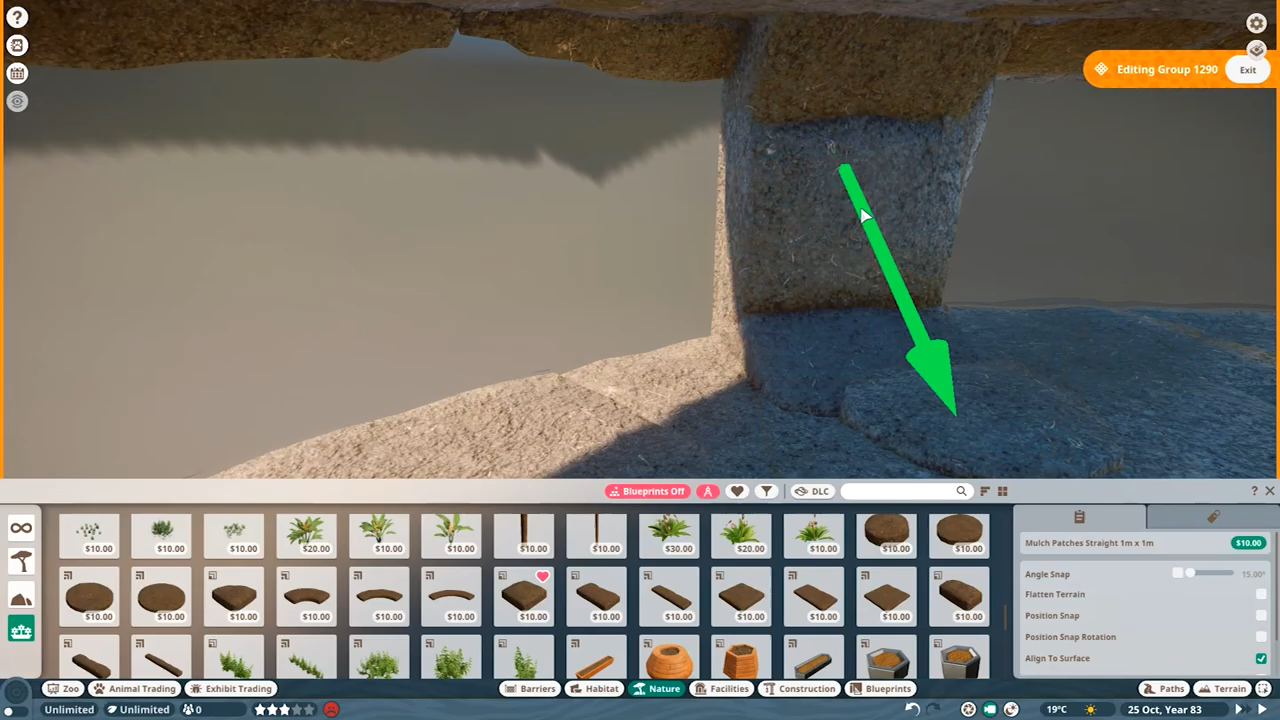 ?
Editing Group 1290 Exit
Blueprints Off DLC ?
$10.00 $10.00 $10.00 $20.00 $10.00 $10.00 $10.00 $10.00 $30.00 $20.00 $10.00 $10.00 $10.00
$10.00 $10.00 $10.00 $10.00 $10.00 $10.00 $10.00 $10.00 $10.00 $10.00 $10.00 $10.00 $10.00
Mulch Patches Straight 1m x 1m $10.00
Angle Snap 15.00°
Flatten Terrain
Position Snap
Position Snap Rotation
Align To Surface
Zoo Animal Trading Exhibit Trading Barriers Habitat Nature Facilities Construction Blueprints Paths Terrain
Unlimited Unlimited 0 19°C 25 Oct, Year 83